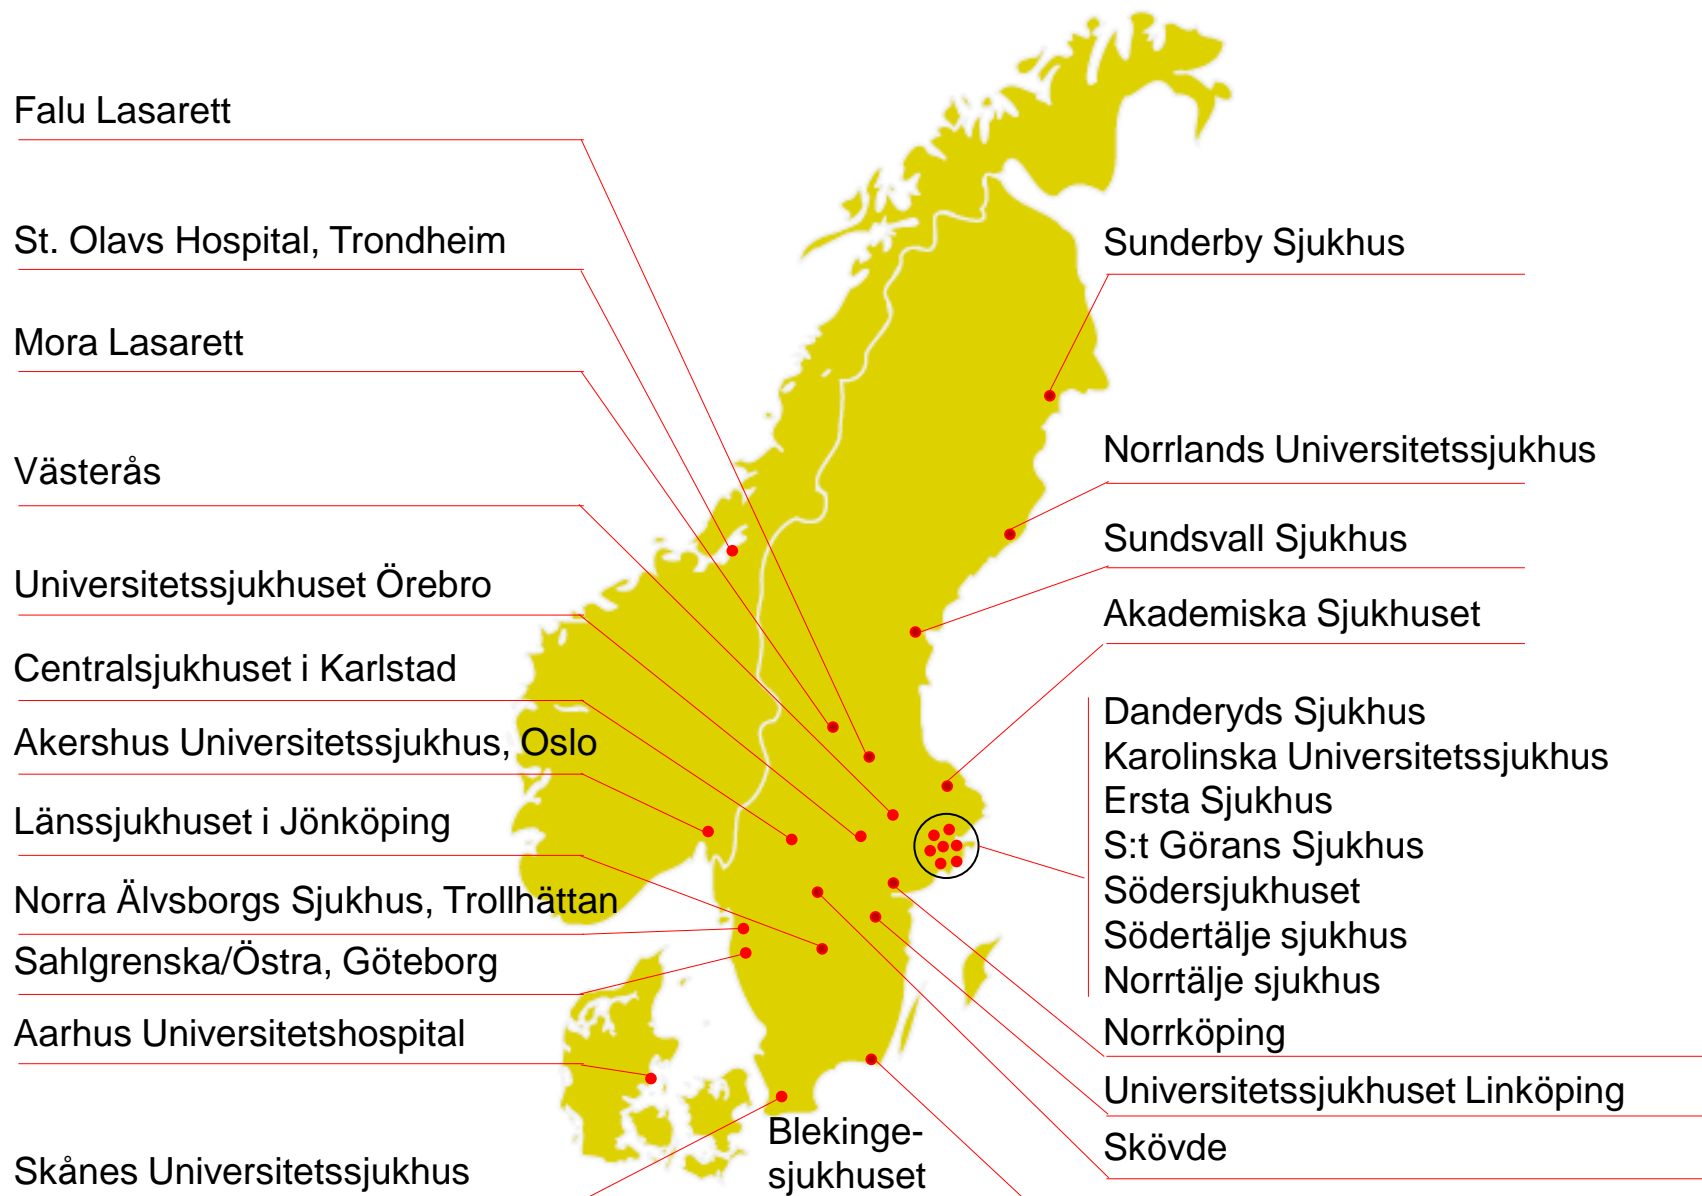 Falu Lasarett
St. Olavs Hospital, Trondheim
Mora Lasarett
Västerås
Universitetssjukhuset Örebro
Centralsjukhuset i Karlstad
Akershus Universitetssjukhus, Oslo
Länssjukhuset i Jönköping
Norra Älvsborgs Sjukhus, Trollhättan
Sahlgrenska/Östra, Göteborg
Aarhus Universitetshospital
Skånes Universitetssjukhus
Blekinge-
sjukhuset
Sunderby Sjukhus
Norrlands Universitetssjukhus
Sundsvall Sjukhus
Akademiska Sjukhuset
Danderyds Sjukhus
Karolinska Universitetssjukhus
Ersta Sjukhus
S:t Görans Sjukhus
Södersjukhuset
Södertälje sjukhus
Norrtälje sjukhus
Norrköping
Universitetssjukhuset Linköping
Skövde